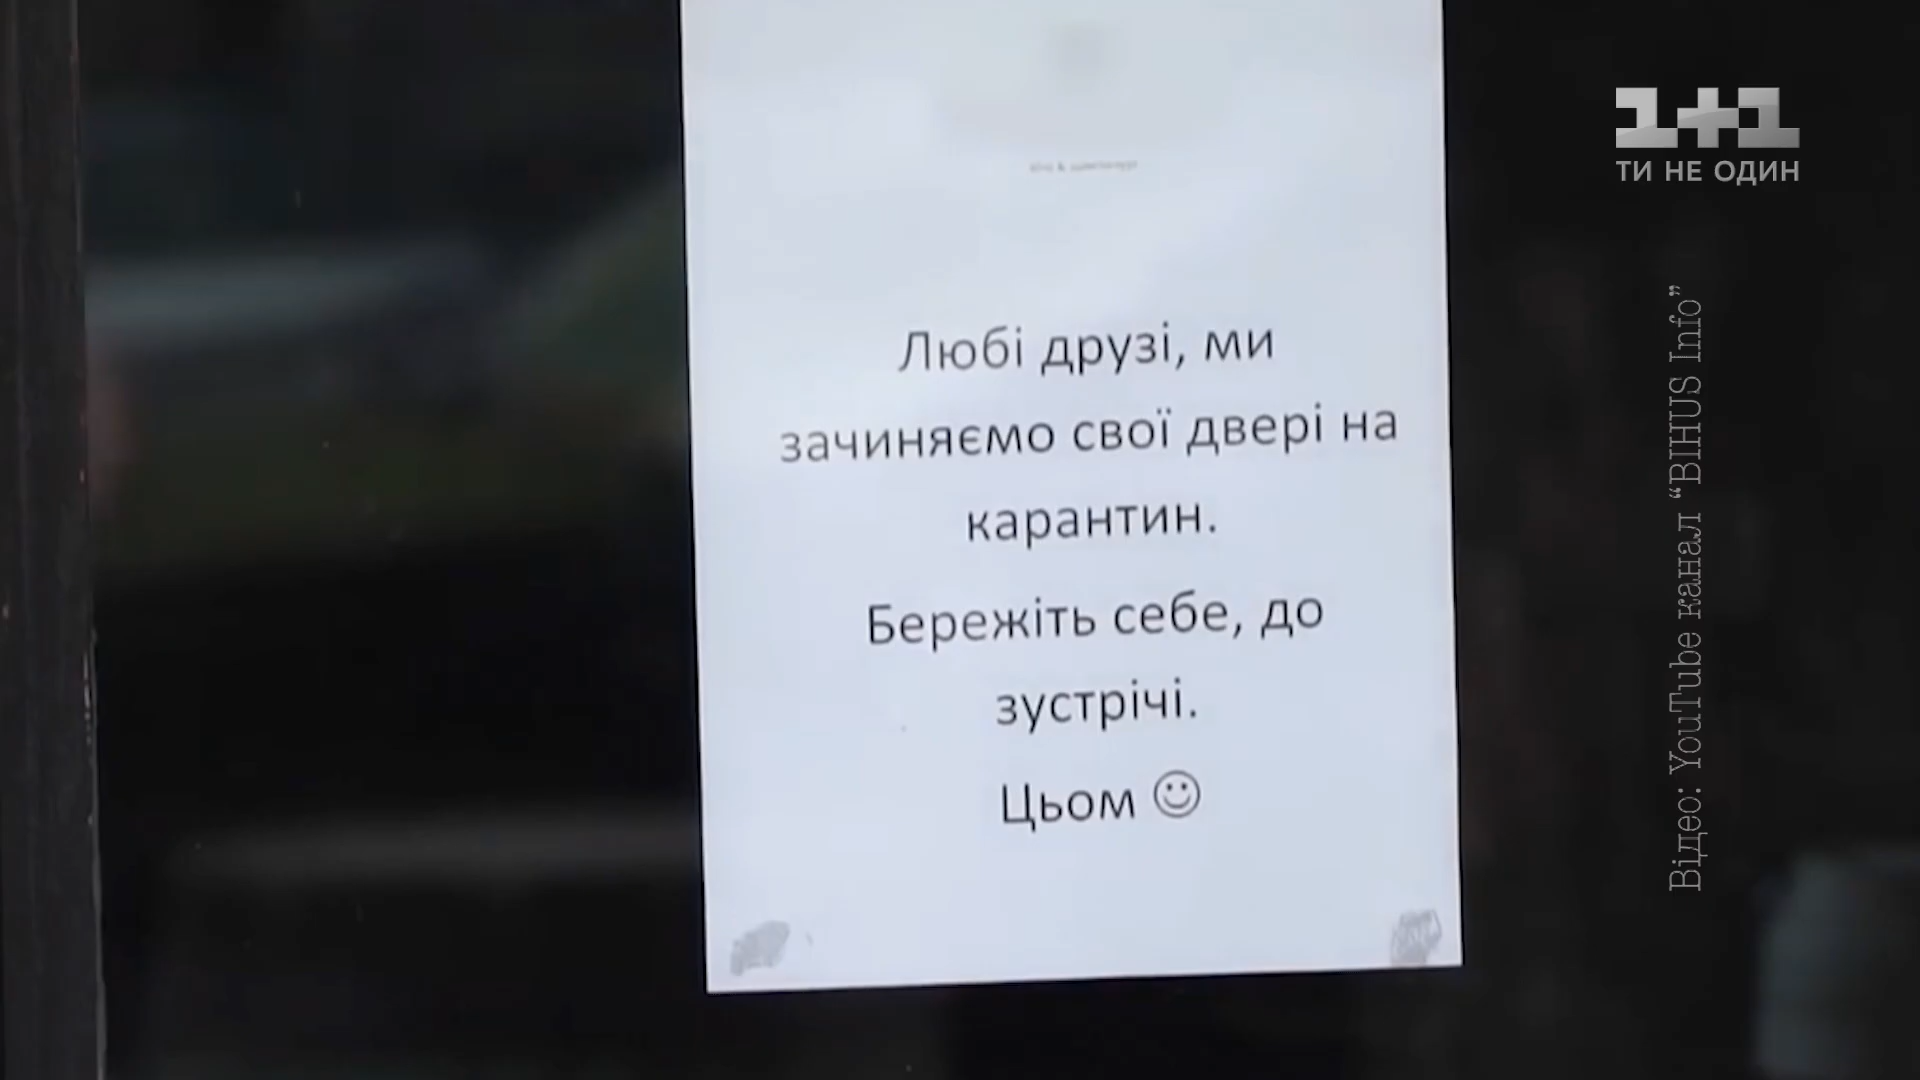 1+1
ТИ НЕ ОДИН
Любі друзі, ми
зачиняємо свої двері на
карантин.
Бережіть себе, до
зустрічі.
Цьом ☺
Відео: YouTube канал “BIHUS Info”